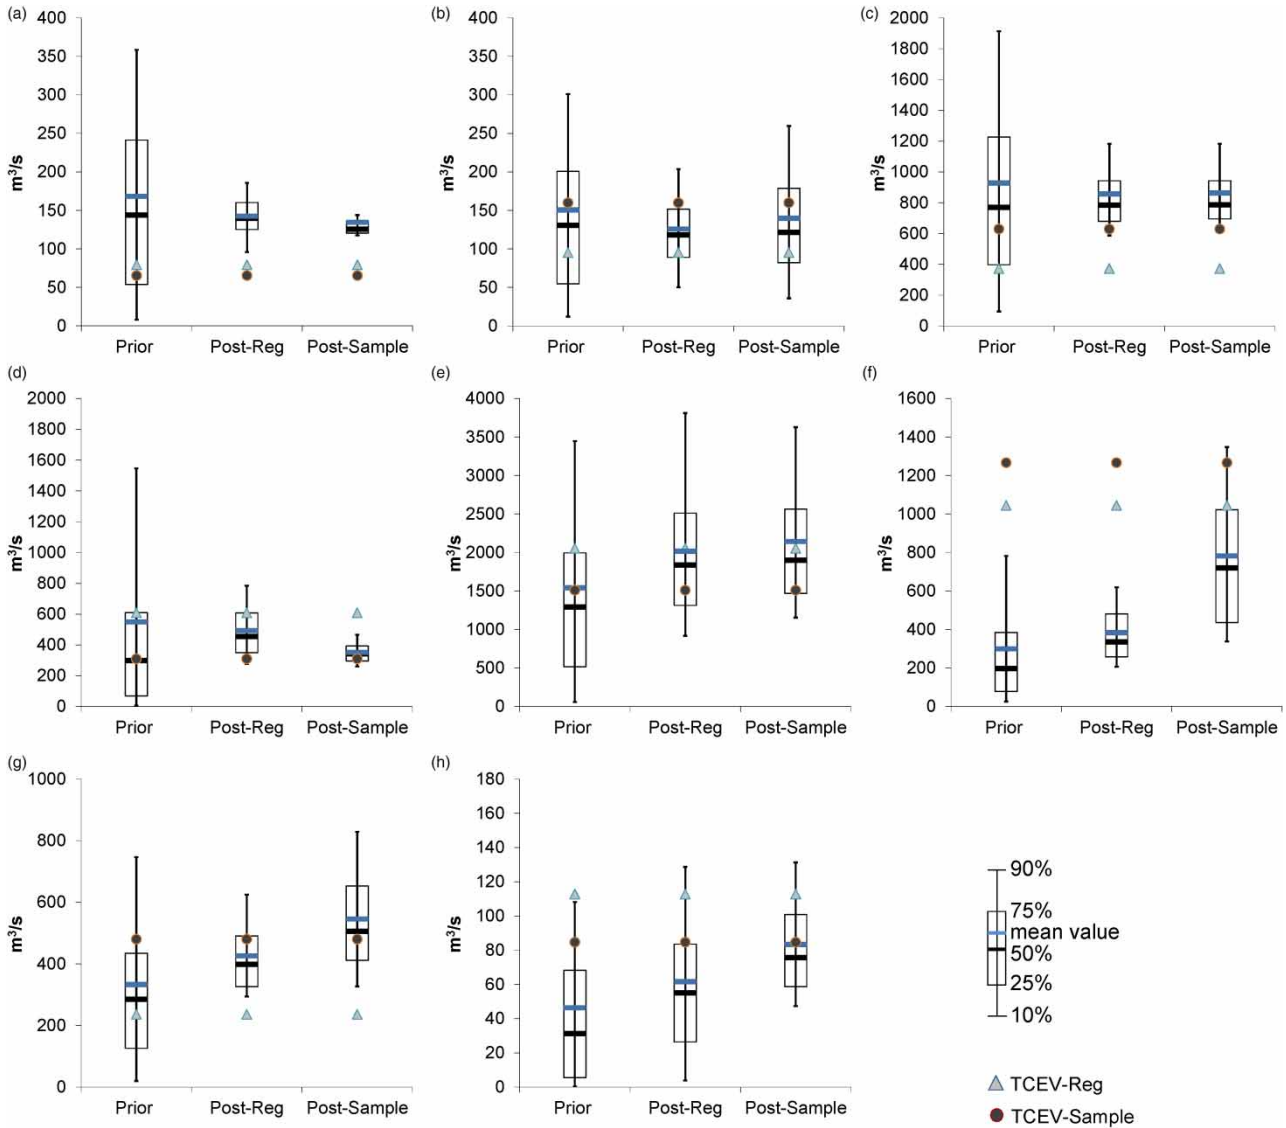 (a)
400
350
300
250
200
150
100
50
0
m³/s
Prior Post-Reg Post-Sample
(b)
400
350
300
250
200
150
100
50
0
m³/s
Prior Post-Reg Post-Sample
(c)
2000
1800
1600
1400
1200
1000
800
600
400
200
0
m³/s
Prior Post-Reg Post-Sample
(d)
2000
1800
1600
1400
1200
1000
800
600
400
200
0
m³/s
Prior Post-Reg Post-Sample
(e)
4000
3500
3000
2500
2000
1500
1000
500
0
m³/s
Prior Post-Reg Post-Sample
(f)
1600
1400
1200
1000
800
600
400
200
0
m³/s
Prior Post-Reg Post-Sample
(g)
1000
800
600
400
200
0
m³/s
Prior Post-Reg Post-Sample
(h)
180
160
140
120
100
80
60
40
20
0
m³/s
Prior Post-Reg Post-Sample
90%
75%
mean value
50%
25%
10%
TCEV-Reg
TCEV-Sample